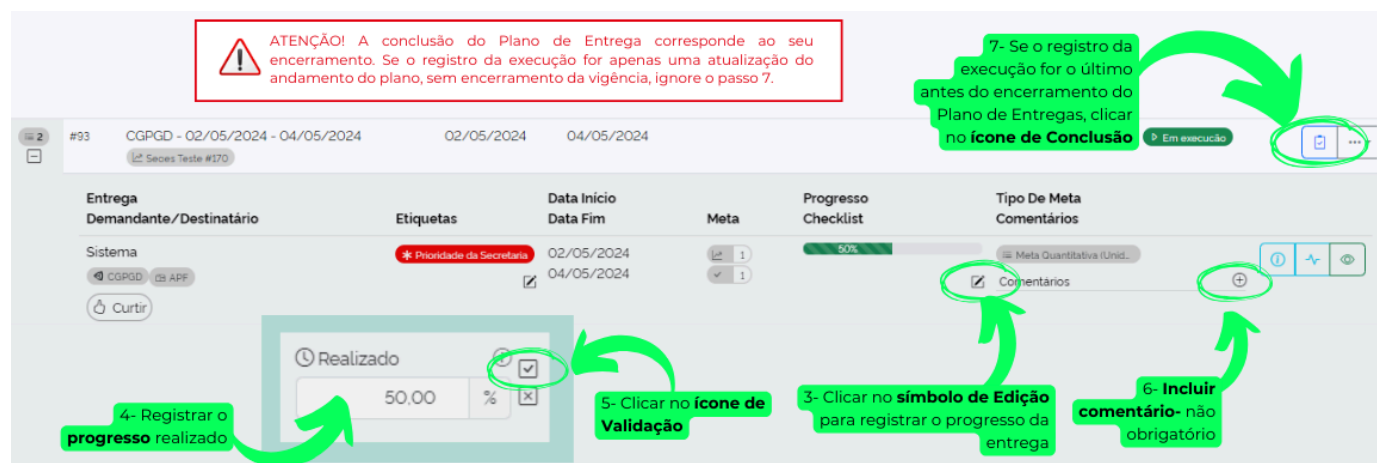 ATENÇÃO! A conclusão do Plano de Entrega corresponde ao seu
encerramento. Se o registro da execução for apenas uma atualização do
andamento do plano, sem encerramento da vigência, ignore o passo 7.
7- Se o registro da
execução for o último
antes do encerramento do
Plano de Entregas, clicar
no ícone de Conclusão
2 #93 CGPGD - 02/05/2024 - 04/05/2024 02/05/2024 04/05/2024 Em execução
Seges Teste #170
Entrega Data Início Progresso Tipo De Meta
Demandante/Destinatário Etiquetas Data Fim Meta Checklist Comentários
Sistema Prioridade da Secretaria 02/05/2024 1 50% Meta Quantitativa (Unid...
CGPGD APF 04/05/2024 1 Comentários
Curtir
Realizado
50,00 %
4- Registrar o
progresso realizado
5- Clicar no ícone de
Validação
3- Clicar no símbolo de Edição
para registrar o progresso da
entrega
6- Incluir
comentário- não
obrigatório